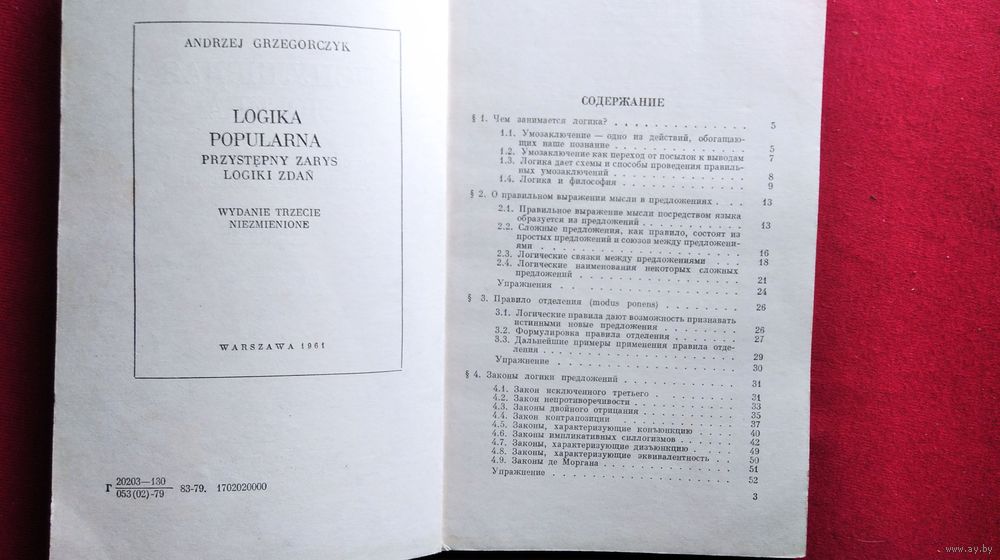 ANDRZEJ GRZEGORCZYK
LOGIKA
POPULARNA
PRZYSTĘPNY ZARYS
LOGIKI ZDAŃ
WYDANIE TRZECIE
NIEZMIENIONE
WARSZAWA 1961
Г 20203—130
053(02)-79 83-79. 1702020000
СОДЕРЖАНИЕ
§ 1. Чем занимается логика? . . . . . . . . . . . . 5
1.1. Умозаключение — одно из действий, обогащаю-
щих наше познание . . . . . . . . . . 5
1.2. Умозаключение как переход от посылок к выводам 7
1.3. Логика дает схемы и способы проведения правиль-
ных умозаключений . . . . . . . . . . 8
1.4. Логика и философия . . . . . . . . . . 9
§ 2. О правильном выражении мысли в предложениях . . . 13
2.1. Правильное выражение мысли посредством языка
образуется из предложений . . . . . . . . 13
2.2. Сложные предложения, как правило, состоят из
простых предложений и союзов между предложени-
ями . . . . . . . . . . . . . . . 16
2.3. Логические связки между предложениями . . . 18
2.4. Логические наименования некоторых сложных
предложений . . . . . . . . . . . . 21
Упражнения . . . . . . . . . . . . . . 24
§ 3. Правило отделения (modus ponens) . . . . . . . 26
3.1. Логические правила дают возможность признавать
истинными новые предложения . . . . . . . 26
3.2. Формулировка правила отделения . . . . . . 27
3.3. Дальнейшие примеры применения правила отде-
ления . . . . . . . . . . . . . . 29
Упражнение . . . . . . . . . . . . . . 30
§ 4. Законы логики предложений . . . . . . . . . 31
4.1. Закон исключенного третьего . . . . . . . 31
4.2. Закон непротиворечивости . . . . . . . . 33
4.3. Законы двойного отрицания . . . . . . . . 35
4.4. Закон контрапозиции . . . . . . . . . . 37
4.5. Законы, характеризующие конъюнкцию . . . . 40
4.6. Законы импликативных силлогизмов . . . . . 42
4.7. Законы, характеризующие дизъюнкцию . . . . 49
4.8. Законы, характеризующие эквивалентность . . . 50
4.9. Законы де Моргана . . . . . . . . . . 51
Упражнение . . . . . . . . . . . . . . 52
3
www.ay.by